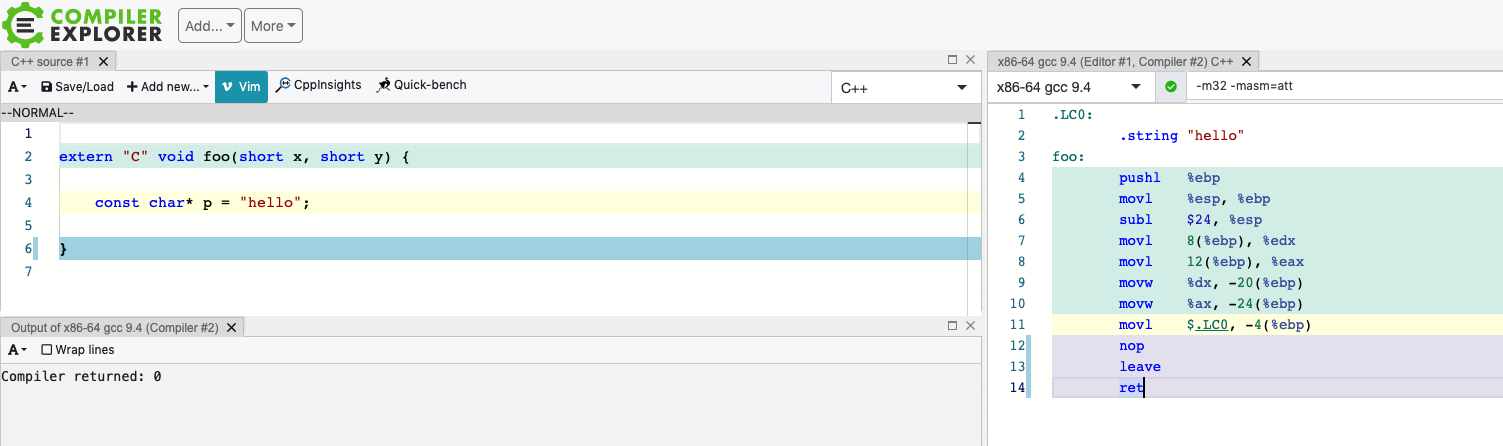 COMPILER EXPLORER Add... More
C++ source #1
A Save/Load Add new... Vim CppInsights Quick-bench C++
--NORMAL--
1
2 extern "C" void foo(short x, short y) {
3
4 const char* p = "hello";
5
6 }
7
Output of x86-64 gcc 9.4 (Compiler #2)
A Wrap lines
Compiler returned: 0
x86-64 gcc 9.4 (Editor #1, Compiler #2) C++
x86-64 gcc 9.4 -m32 -masm=att
1 .LC0:
2 .string "hello"
3 foo:
4 pushl %ebp
5 movl %esp, %ebp
6 subl $24, %esp
7 movl 8(%ebp), %edx
8 movl 12(%ebp), %eax
9 movw %dx, -20(%ebp)
10 movw %ax, -24(%ebp)
11 movl $.LC0, -4(%ebp)
12 nop
13 leave
14 ret